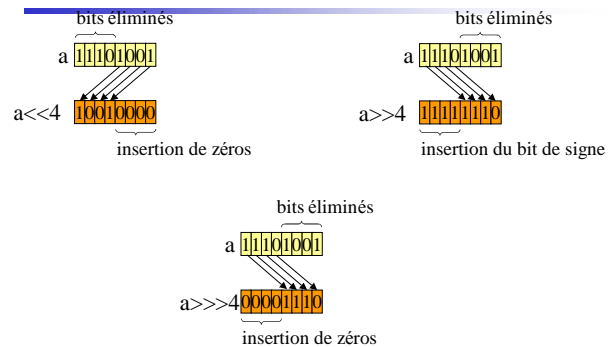 bits éliminés
a 11101001
a<<4 10010000
insertion de zéros
bits éliminés
a 11101001
a>>4 11111110
insertion du bit de signe
bits éliminés
a 11101001
a>>>4 00001110
insertion de zéros